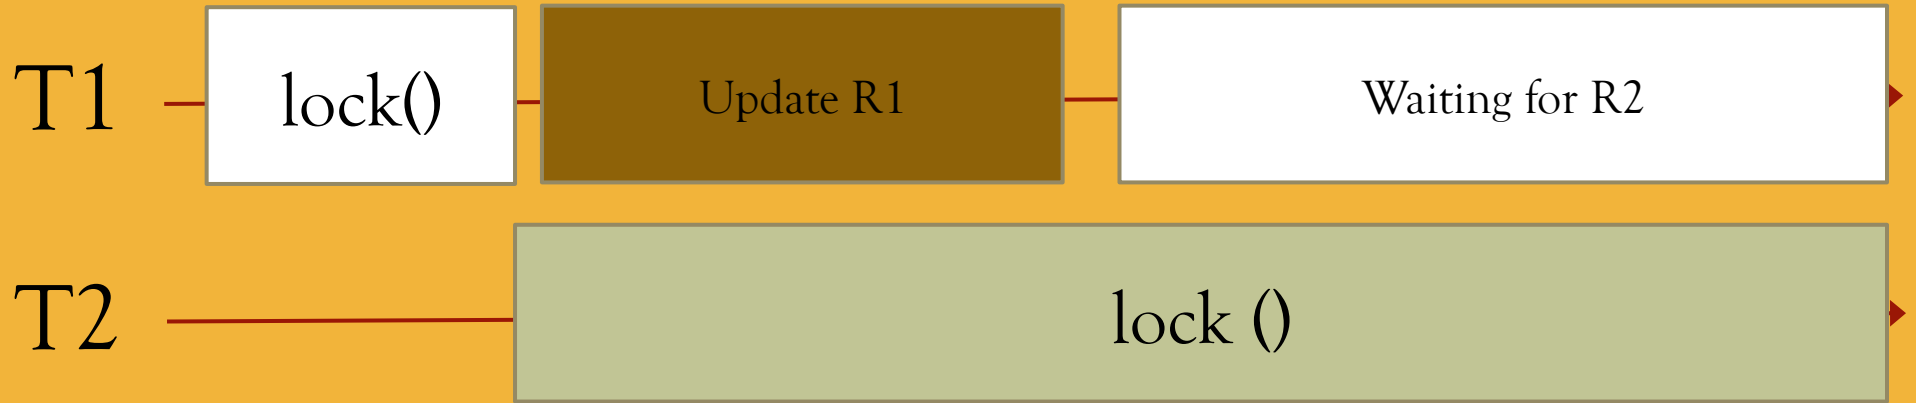 T1
lock()
Update R1
Waiting for R2
T2
lock ()